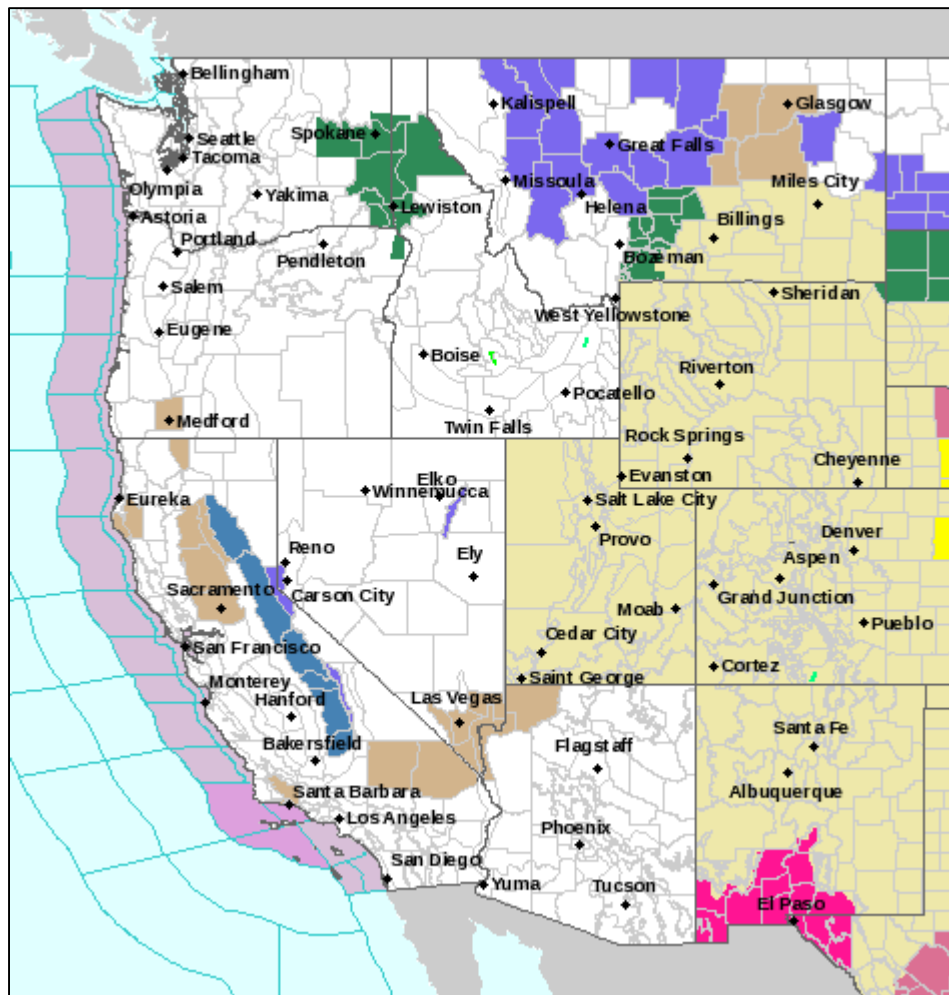 Bellingham
Kalispell
Glasgow
Spokane
Seattle
Great Falls
Tacoma
Missoula
Miles City
Olympia
Yakima
Lewiston
Helena
Astoria
Billings
Portland
Pendleton
Bozeman
Salem
Sheridan
West Yellowstone
Eugene
Boise
Riverton
Pocatello
Medford
Twin Falls
Rock Springs
Cheyenne
Evanston
Elko
Eureka
Winnemucca
Salt Lake City
Provo
Denver
Reno
Ely
Aspen
Sacramento
Carson City
Grand Junction
Moab
Pueblo
Cedar City
San Francisco
Cortez
Saint George
Monterey
Hanford
Las Vegas
Santa Fe
Bakersfield
Flagstaff
Albuquerque
Santa Barbara
Los Angeles
Phoenix
San Diego
Yuma
Tucson
El Paso